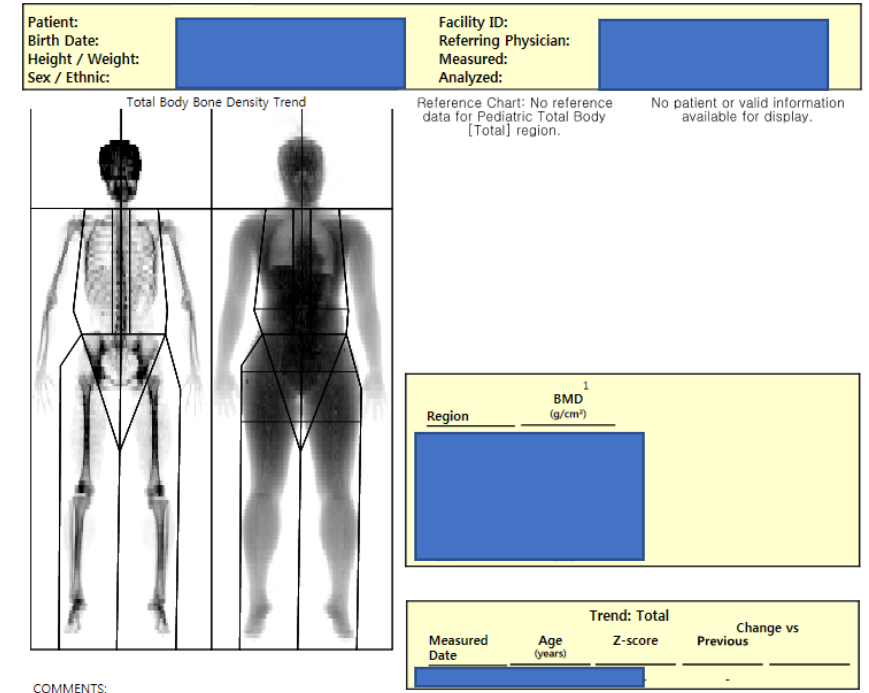 Patient:
Birth Date:
Height / Weight:
Sex / Ethnic:
Facility ID:
Referring Physician:
Measured:
Analyzed:
Total Body Bone Density Trend
Reference Chart: No reference
data for Pediatric Total Body
[Total] region.
No patient or valid information
available for display.
1
BMD
Region (g/cm²)
Trend: Total
Change vs
Measured Age Z-score Previous
Date (years)
- -
COMMENTS: